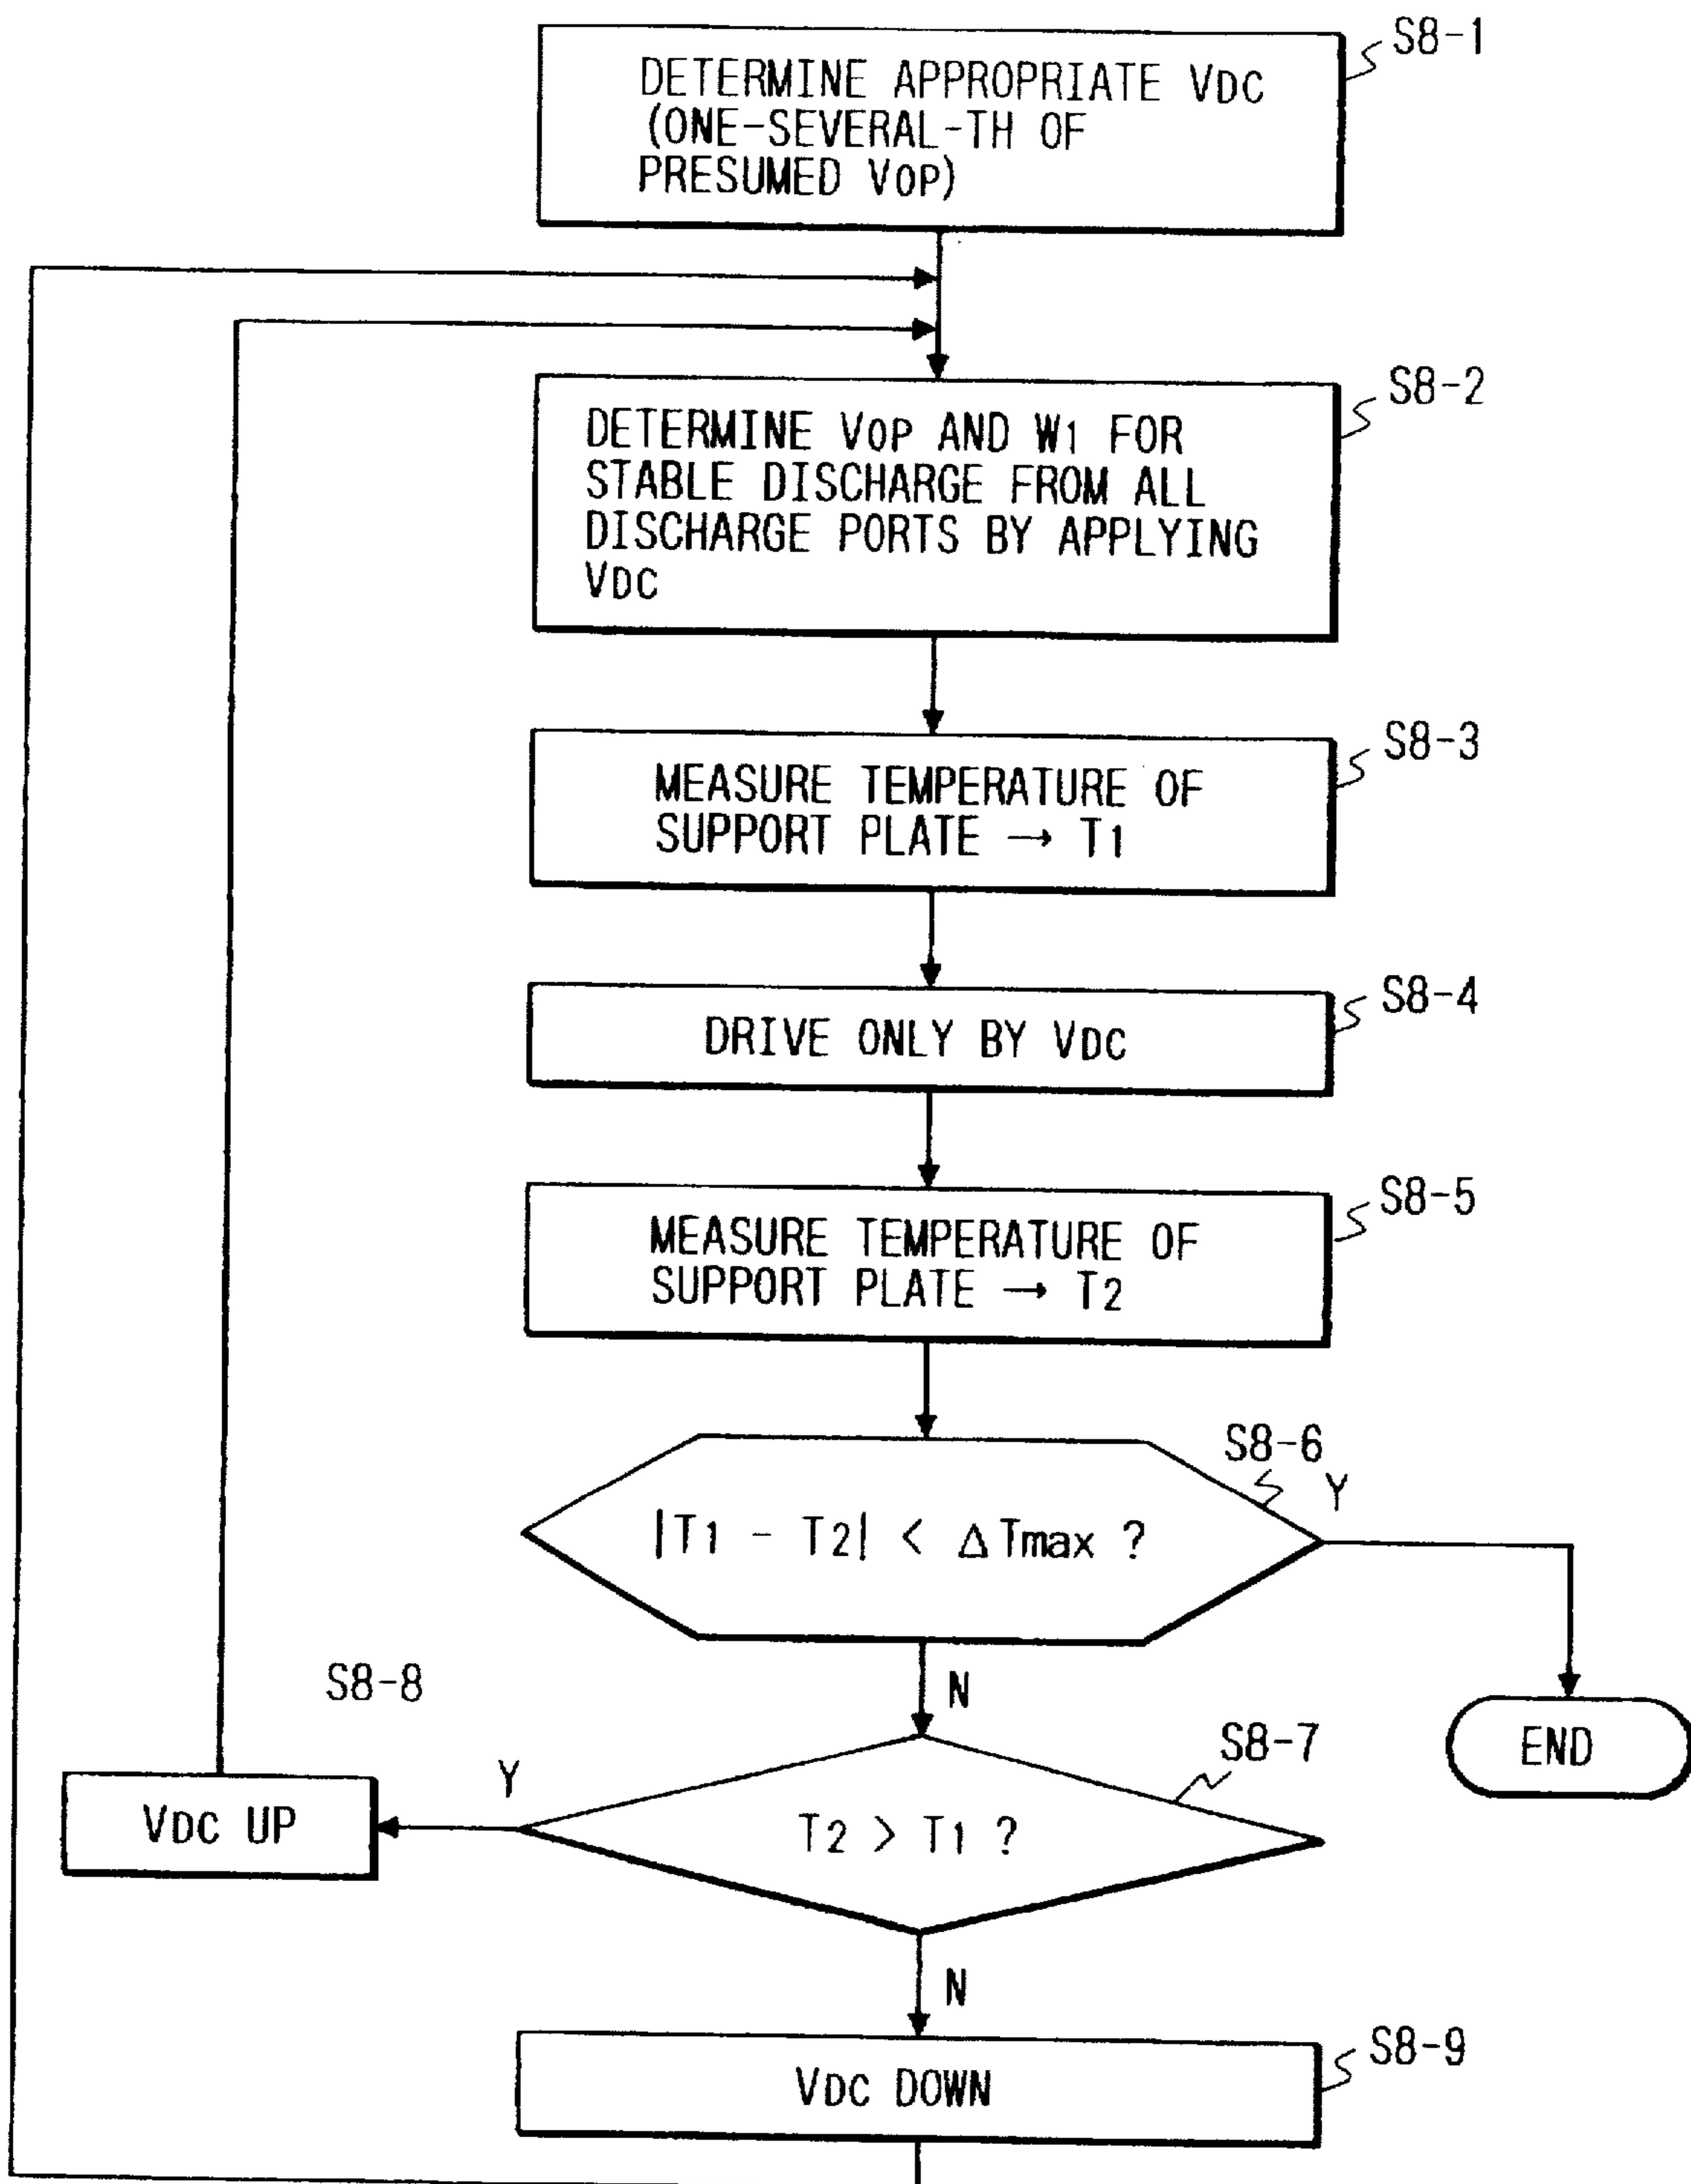 S8-1
DETERMINE APPROPRIATE VDC
(ONE-SEVERAL-TH OF
PRESUMED VOP)
S8-2
DETERMINE VOP AND W1 FOR
STABLE DISCHARGE FROM ALL
DISCHARGE PORTS BY APPLYING
VDC
S8-3
MEASURE TEMPERATURE OF
SUPPORT PLATE → T1
S8-4
DRIVE ONLY BY VDC
S8-5
MEASURE TEMPERATURE OF
SUPPORT PLATE → T2
S8-6
Y
|T1 - T2| < ΔTmax ?
N
END
S8-8
S8-7
Y
VDC UP
T2 > T1 ?
N
S8-9
VDC DOWN